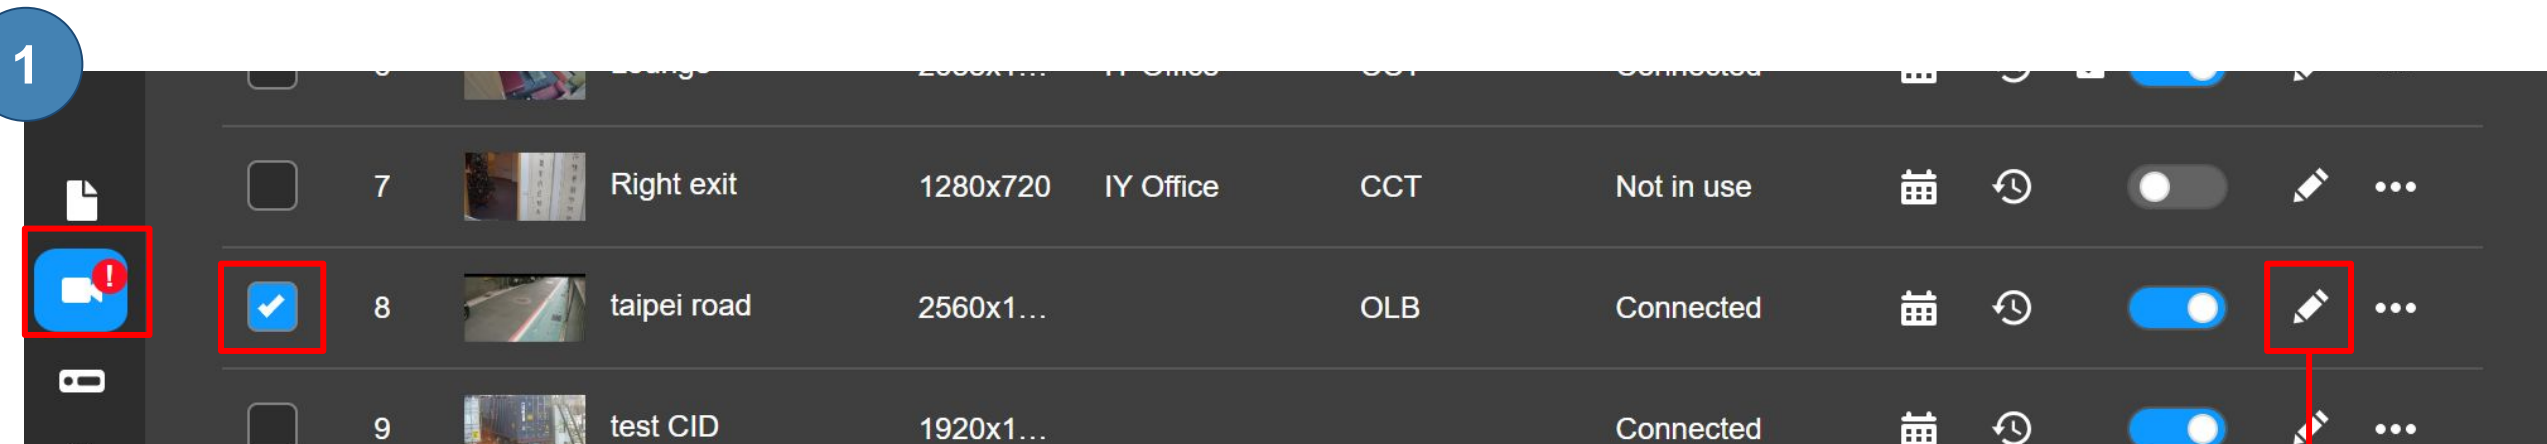 1
7 Right exit 1280x720 IY Office CCT Not in use
8 taipei road 2560x1... OLB Connected
9 test CID 1920x1... Connected